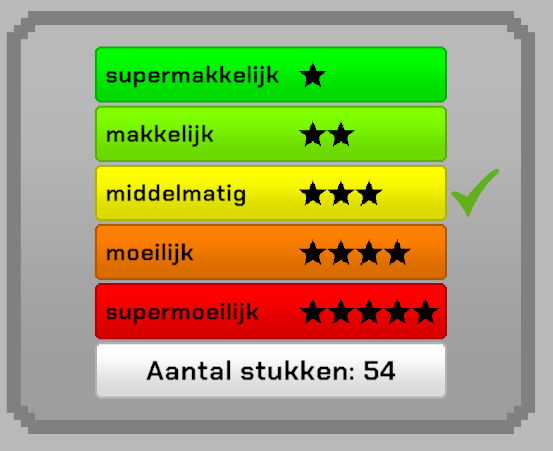 supermakkelijk ★
makkelijk ★★
middelmatig ★★★
moeilijk ★★★★
supermoeilijk ★★★★★
Aantal stukken: 54